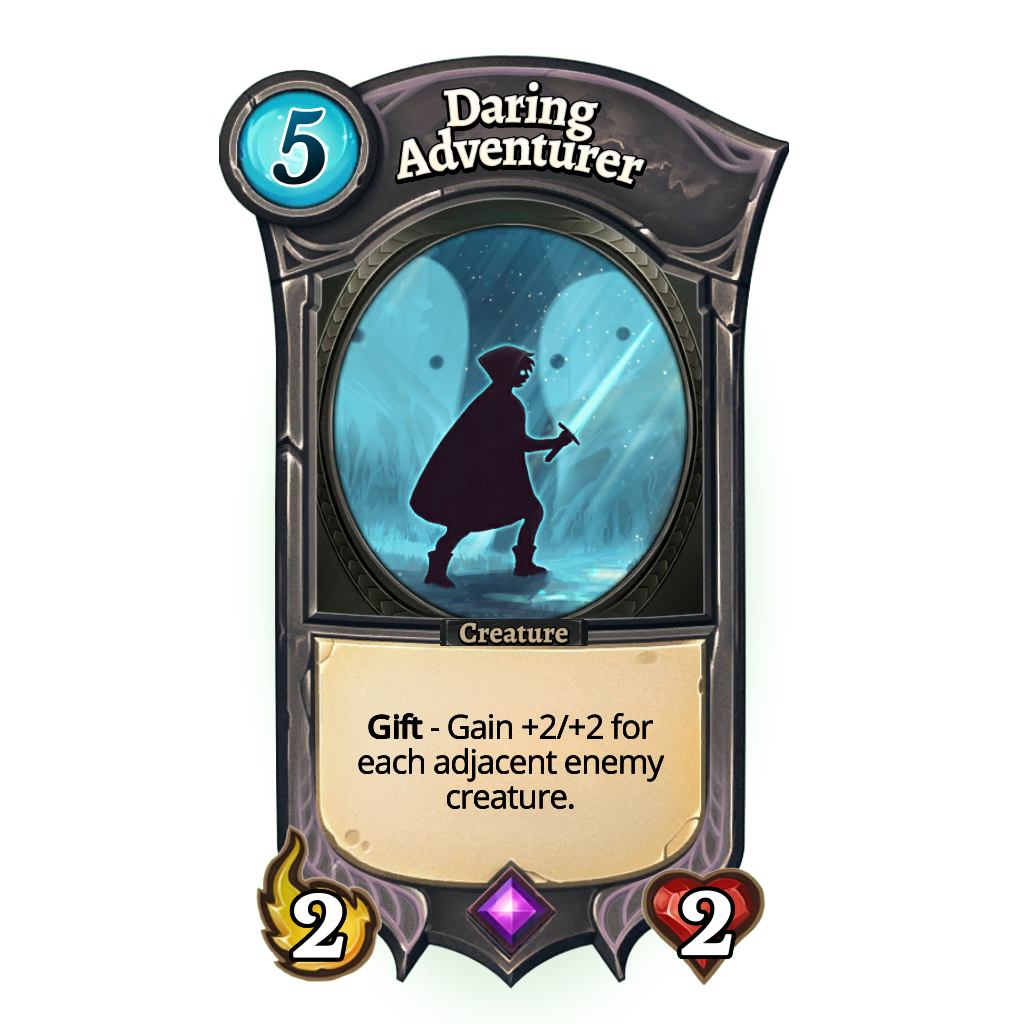 5
Daring
Adventurer
Creature
Gift - Gain +2/+2 for
each adjacent enemy
creature.
2
2